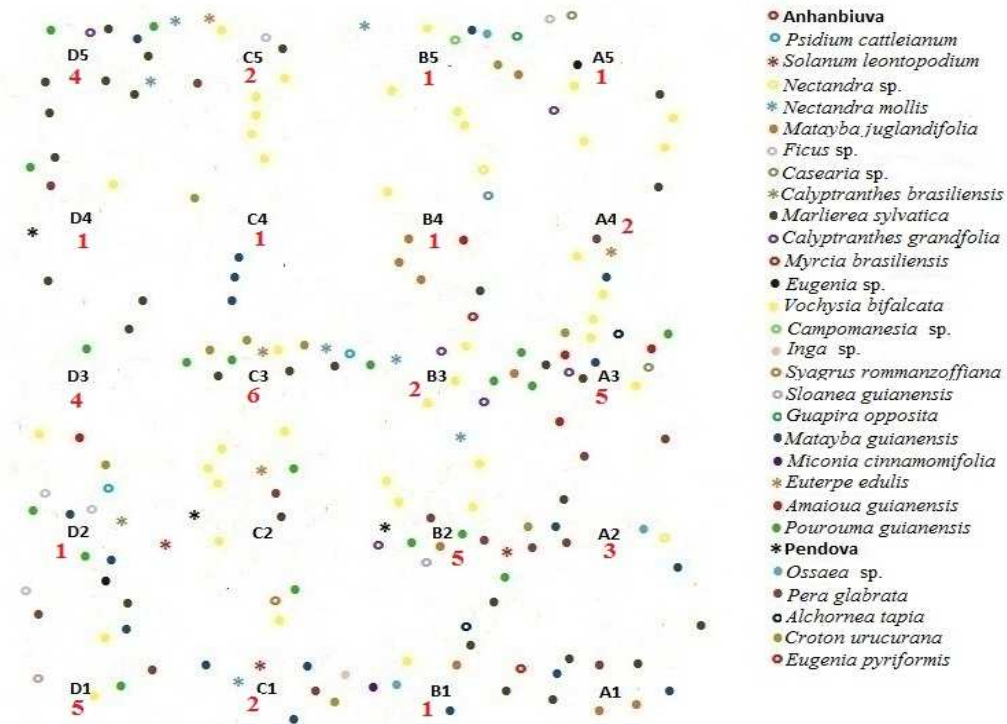 D5 C5 B5 A5
4 2 1 1
D4 C4 B4 A4 2
1 1 1
D3 C3 B3 A3
4 6 2 5
D2 C2 B2 A2
1 5 3
D1 C1 B1 A1
5 2 1
Anhanbiuva
Psidium cattleianum
Solanum leontopodium
Nectandra sp.
Nectandra mollis
Matayba juglandifolia
Ficus sp.
Casearia sp.
Calyptranthes brasiliensis
Marlierea sylvatica
Calyptranthes grandfolia
Myrcia brasiliensis
Eugenia sp.
Vochysia bifalcata
Campomanesia sp.
Inga sp.
Syagrus rommanzoffiana
Sloanea guianensis
Guapira opposita
Matayba guianensis
Miconia cinnamomifolia
Euterpe edulis
Amaioua guianensis
Pourouma guianensis
Pendova
Ossaea sp.
Pera glabrata
Alchornea tapia
Croton urucurana
Eugenia pyriformis